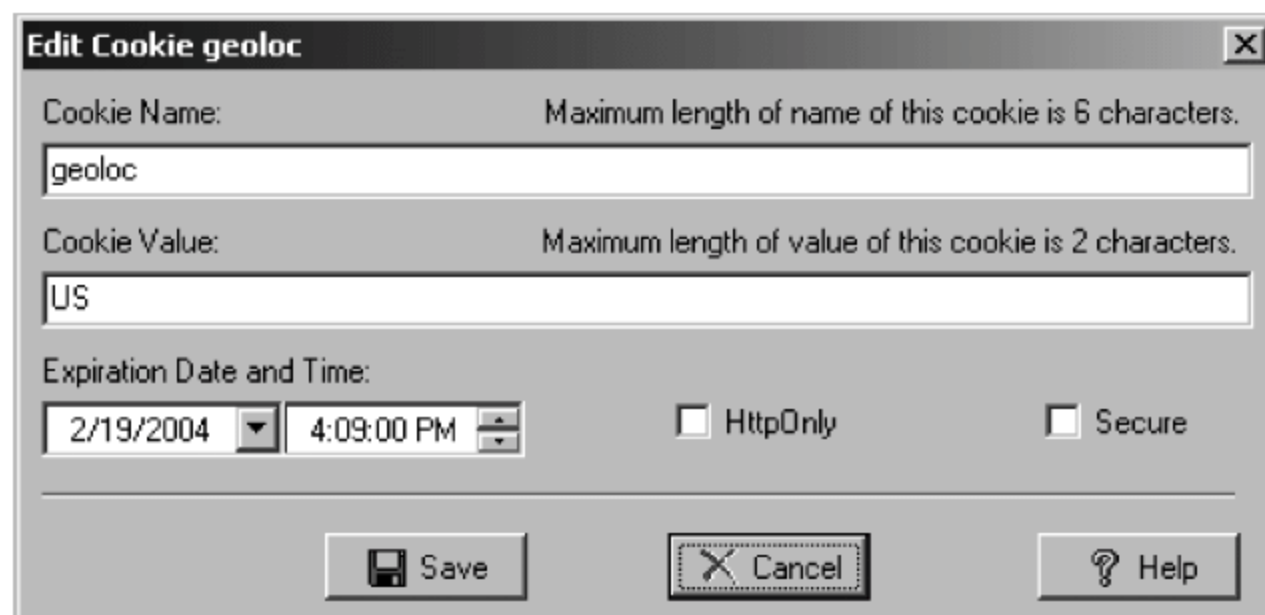 Edit Cookie geoloc
Cookie Name: Maximum length of name of this cookie is 6 characters.
geoloc
Cookie Value: Maximum length of value of this cookie is 2 characters.
US
Expiration Date and Time:
2/19/2004 4:09:00 PM HttpOnly Secure
Save Cancel Help